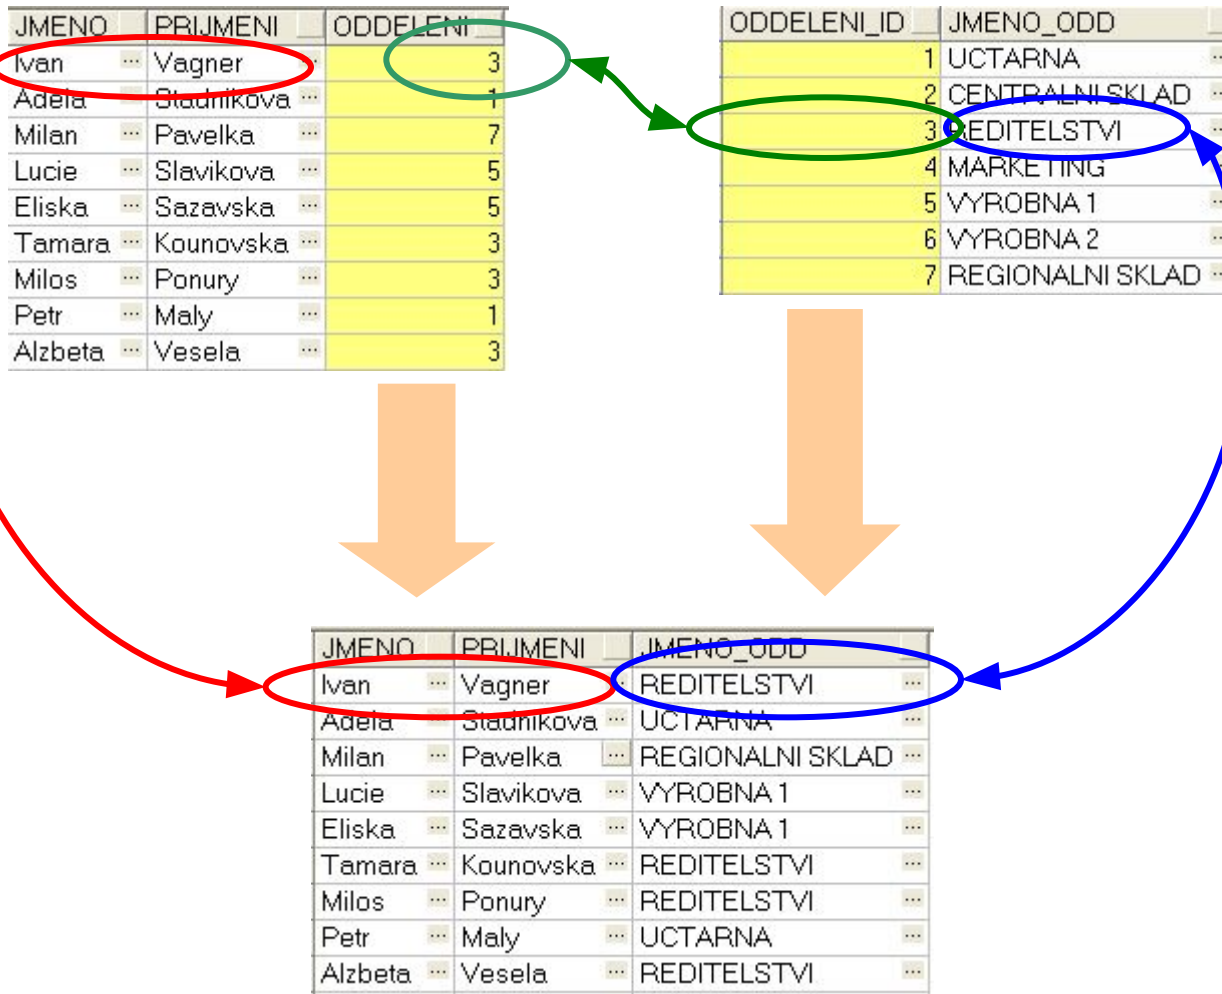 JMENO PRIJMENI ODDELENI
Ivan Vagner 3
Adela Stadnikova 1
Milan Pavelka 7
Lucie Slavikova 5
Eliska Sazavska 5
Tamara Kounovska 3
Milos Ponury 3
Petr Maly 1
Alzbeta Vesela 3
ODDELENI_ID JMENO_ODD
1 UCTARNA
2 CENTRALNI SKLAD
3 REDITELSTVI
4 MARKETING
5 VYROBNA 1
6 VYROBNA 2
7 REGIONALNI SKLAD
JMENO PRIJMENI JMENO_ODD
Ivan Vagner REDITELSTVI
Adela Stadnikova UCTARNA
Milan Pavelka REGIONALNI SKLAD
Lucie Slavikova VYROBNA 1
Eliska Sazavska VYROBNA 1
Tamara Kounovska REDITELSTVI
Milos Ponury REDITELSTVI
Petr Maly UCTARNA
Alzbeta Vesela REDITELSTVI